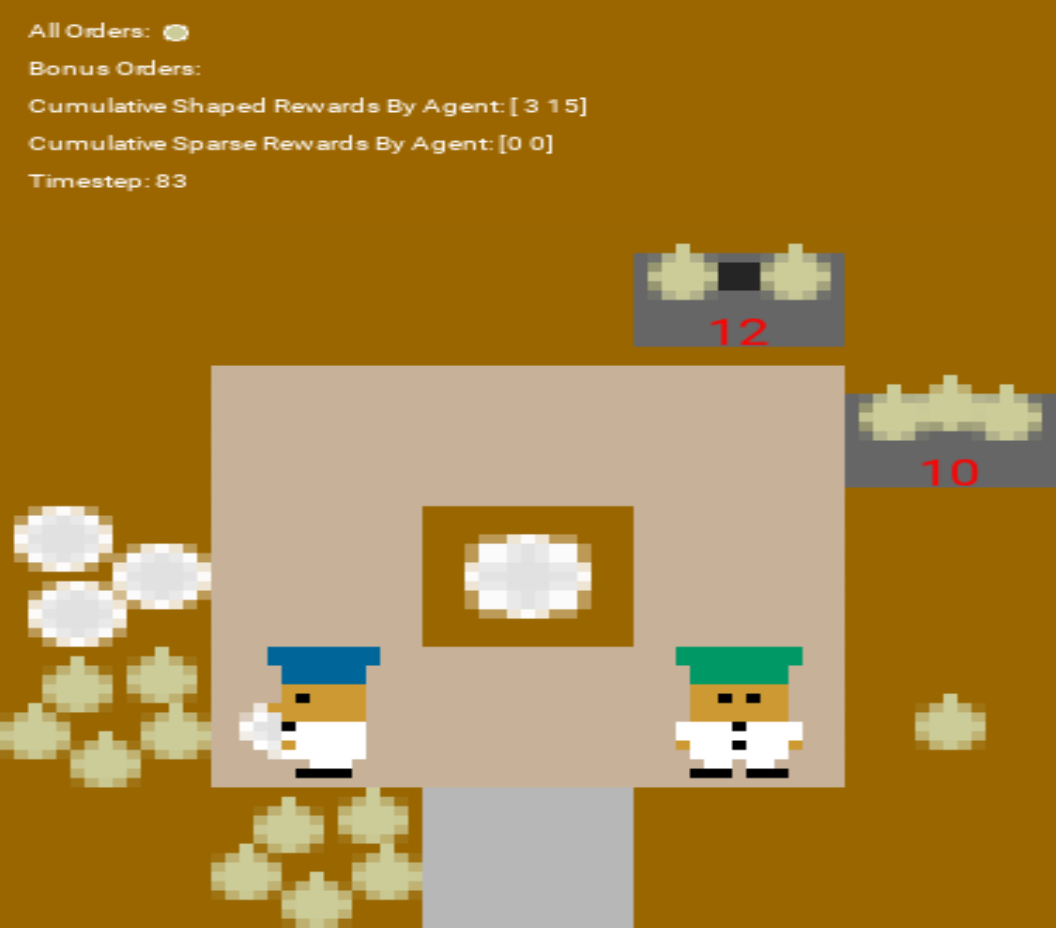 All Orders:
Bonus Orders:
Cumulative Shaped Rewards By Agent: [ 3 15]
Cumulative Sparse Rewards By Agent: [0 0]
Timestep: 83
12
10